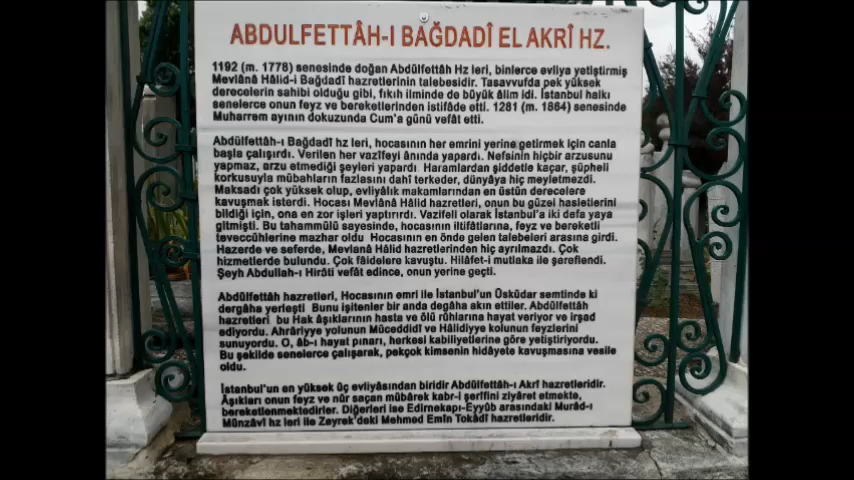 ABDULFETTÂH-I BAĞDADÎ EL AKRÎ HZ.
1192 (m. 1778) senesinde doğan Abdülfettâh Hz leri, binlerce evliya yetiştirmiş
Mevlânâ Hâlid-i Bağdâdî hazretlerinin talebesidir. Tasavvufda pek yüksek
derecelerin sahibi olduğu gibi, fıkıh ilminde de büyük âlim idi. İstanbul halkı
senelerce onun feyz ve bereketlerinden istifâde etti. 1281 (m. 1864) senesinde
Muharrem ayının dokuzunda Cum'a günü vefât etti.
Abdülfettâh-ı Bağdâdî hz leri, hocasının her emrini yerine getirmek için canla
başla çalışırdı. Verilen her vazîfeyi ânında yapardı. Nefsinin hiçbir arzusunu
yapmaz, arzu etmediği şeyleri yapardı Haramlardan şiddetle kaçar, şüpheli
korkusuyla mübahların fazlasını dahî terkeder, dünyâya hiç meyletmezdi.
Maksadı çok yüksek olup, evliyâlık makamlarından en üstün derecelere
kavuşmak isterdi. Hocası Mevlânâ Hâlid hazretleri, onun bu güzel hasletlerini
bildiği için, ona en zor işleri yaptırırdı. Vazifeli olarak İstanbul'a iki defa yaya
gitmişti. Bu tahammülü sayesinde, hocasının iltifatlarına, feyz ve bereketli
teveccühlerine mazhar oldu Hocasının en önde gelen talebeleri arasına girdi.
Hazerde ve seferde, Mevlanâ Hâlid hazretlerinden hiç ayrılmazdı. Çok
hizmetlerde bulundu. Çok fâidelere kavuştu. Hilâfet-i mutlaka ile şereflendi.
Şeyh Abdullah-ı Hirâti vefât edince, onun yerine geçti.
Abdülfettâh hazretleri, Hocasının emri ile İstanbul'un Üsküdar semtinde ki
dergâha yerleşti Bunu işitenler bir anda degâha akın ettiler. Abdülfettâh
hazretleri bu Hak âşıklarının hasta ve ölü rûhlarına hayat veriyor ve irşad
ediyordu. Ahrâriyye yolunun Müceddidî ve Hâlidiyye kolunun feyzlerini
sunuyordu. O, âb-ı hayat pınarı, herkesi kabiliyetlerine göre yetiştiriyordu.
Bu şekilde senelerce çalışarak, pekçok kimsenin hidâyete kavuşmasına vesile
oldu.
İstanbul'un en yüksek üç evliyâsından biridir Abdülfettâh-ı Akrî hazretleridir.
Âşıkları onun feyz ve nûr saçan mübârek kabr-i şerîfini ziyâret etmekte,
bereketlenmektedirler. Diğerleri ise Edirnekapı-Eyyûb arasındaki Murâd-ı
Münzâvî hz leri ile Zeyrek'deki Mehmed Emîn Tokâdî hazretleridir.